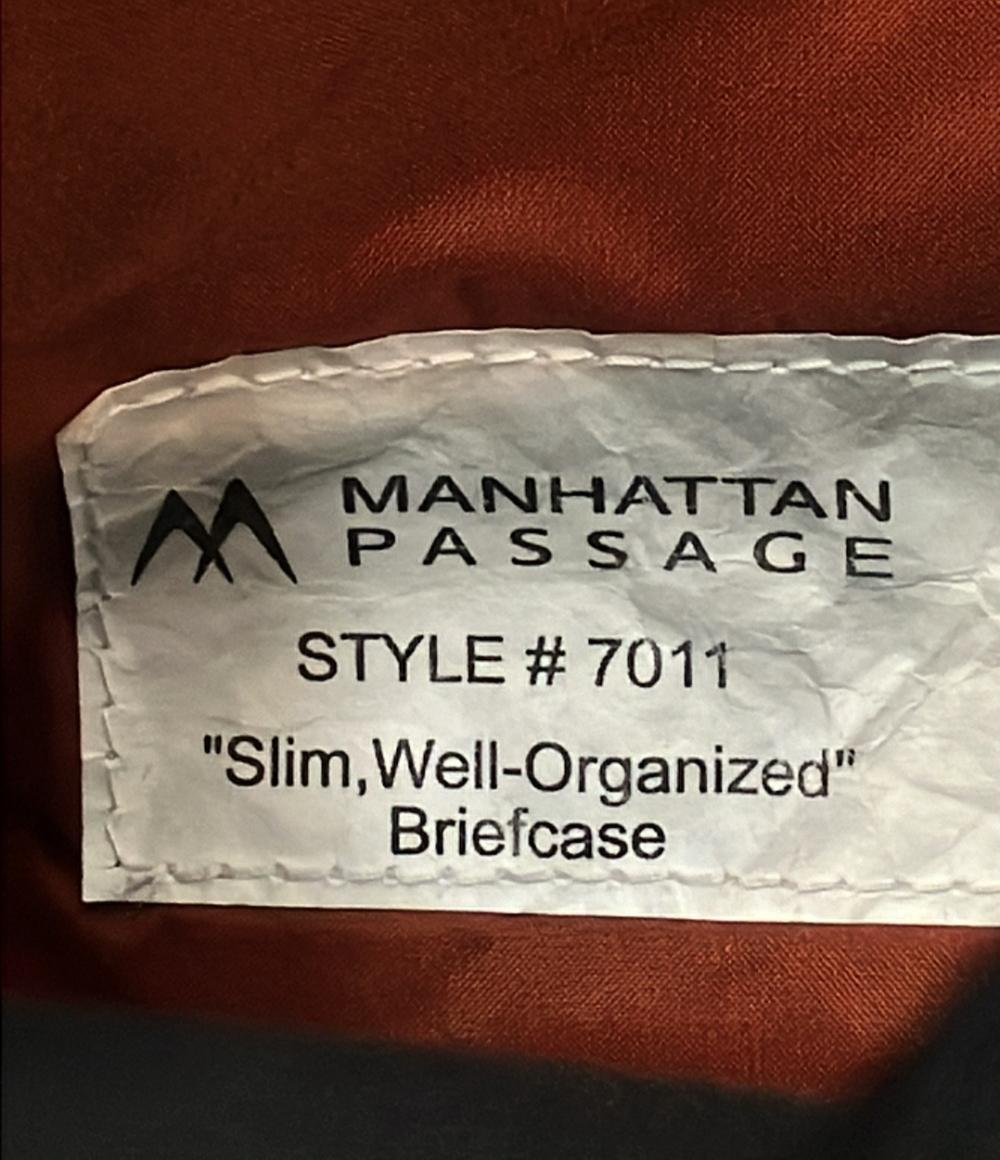 MANHATTAN
PASSAGE
STYLE # 7011
"Slim,Well-Organized"
Briefcase